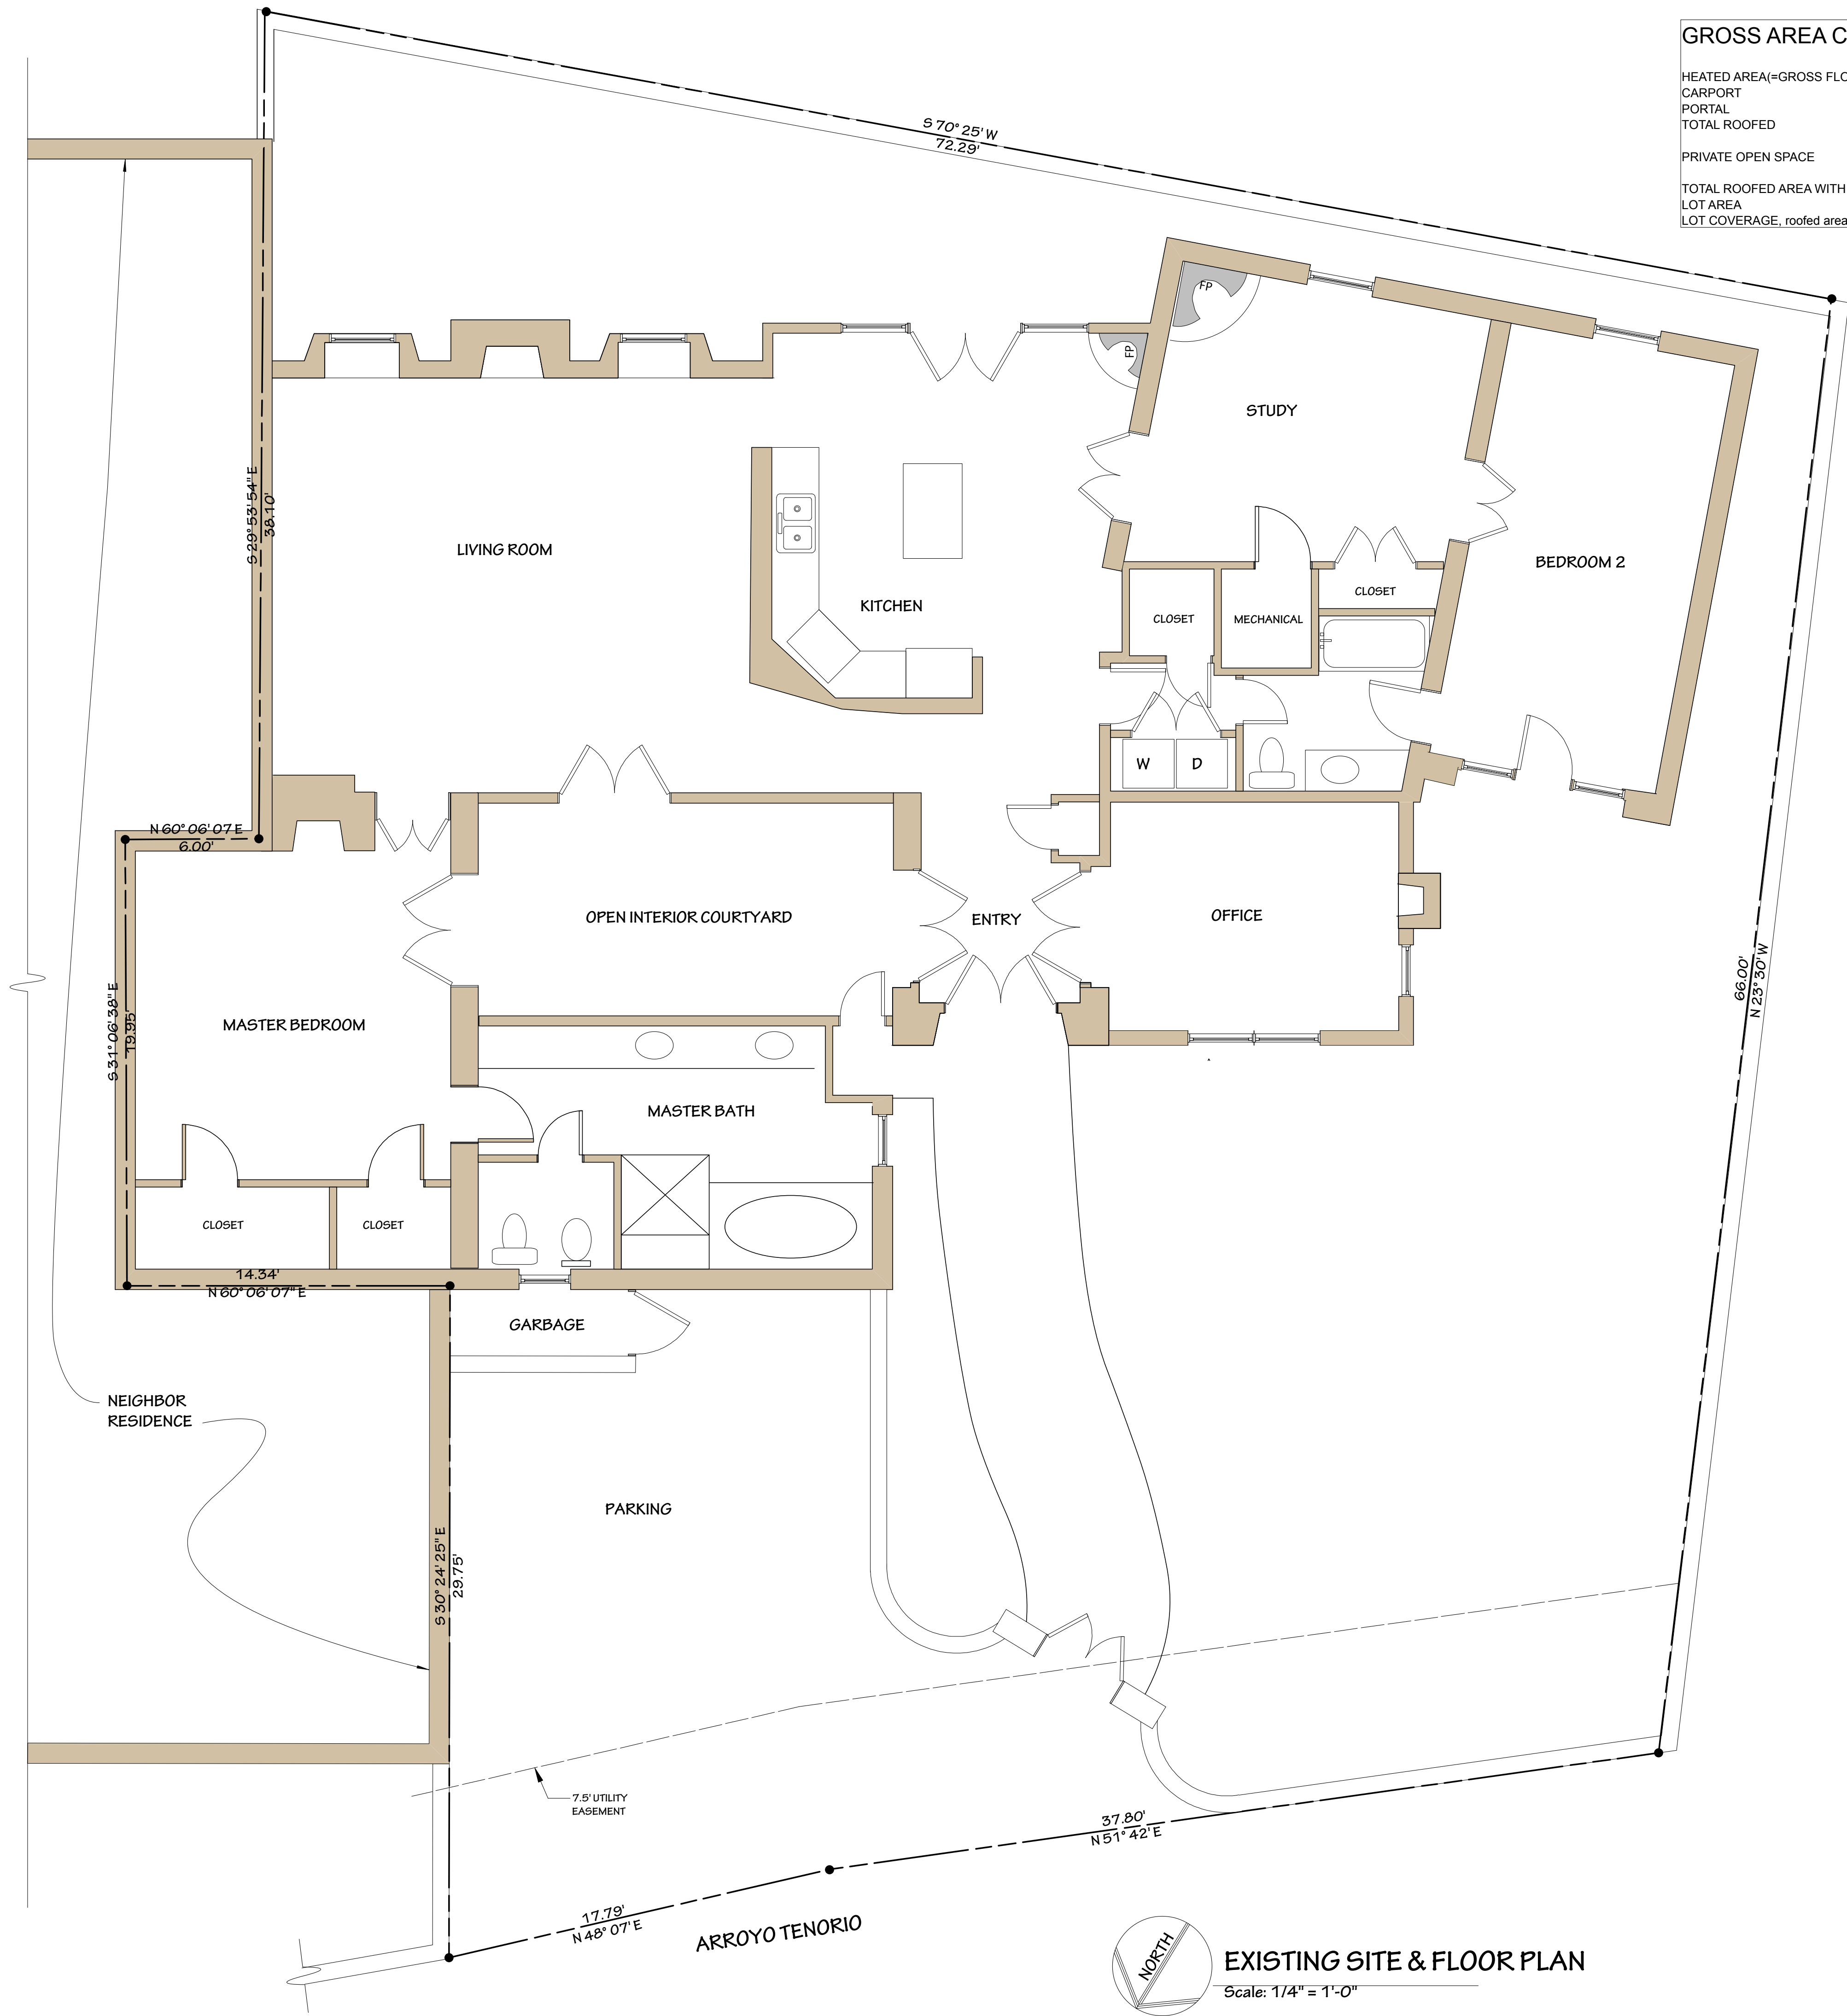 GROSS AREA C
HEATED AREA(=GROSS FLO
CARPORT
PORTAL
TOTAL ROOFED
PRIVATE OPEN SPACE
TOTAL ROOFED AREA WITH
LOT AREA
LOT COVERAGE, roofed area
S 70° 25' W
72.29'
FP
FP
STUDY
S 29° 53' 54" E
38.10'
LIVING ROOM
KITCHEN
BEDROOM 2
CLOSET
MECHANICAL
CLOSET
W
D
N 60° 06' 07 E
6.00'
OPEN INTERIOR COURTYARD
ENTRY
OFFICE
66.00'
N 23° 30' W
S 31° 06' 38" E
19.95'
MASTER BEDROOM
MASTER BATH
CLOSET
CLOSET
14.34'
N 60° 06' 07" E
GARBAGE
NEIGHBOR
RESIDENCE
PARKING
S 30° 24' 25" E
29.75'
7.5' UTILITY
EASEMENT
37.80'
N 51° 42' E
17.79'
N 48° 07' E
ARROYO TENORIO
NORTH
EXISTING SITE & FLOOR PLAN
Scale: 1/4" = 1'-0"